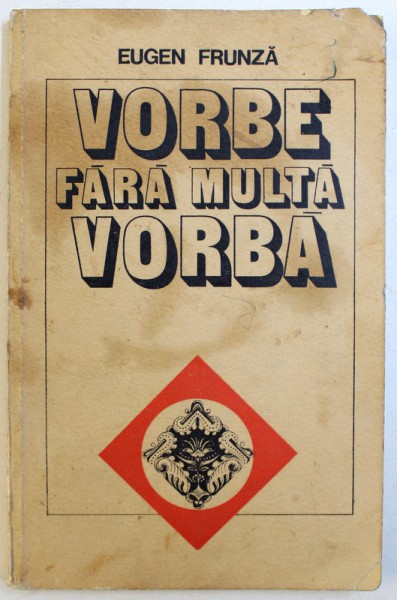 EUGEN FRUNZĂ
VORBE
FĂRĂ MULTĂ
VORBĂ